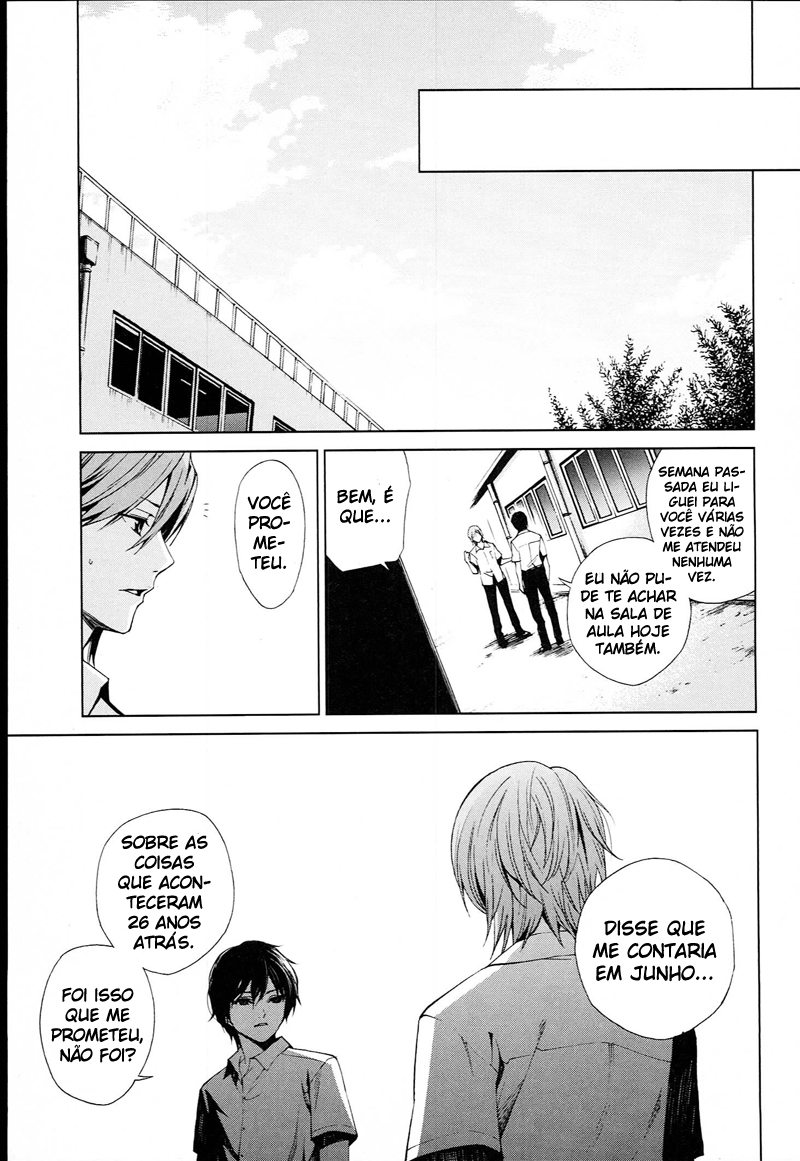 SEMANA PAS-
SADA EU LI-
GUEI PARA
VOCÊ VÁRIAS
VEZES E NÃO
ME ATENDEU
NENHUMA
VEZ.
EU NÃO PU-
DE TE ACHAR
NA SALA DE
AULA HOJE
TAMBÉM.
BEM, É
QUE...
VOCÊ
PRO-
ME-
TEU.
DISSE QUE
ME CONTARIA
EM JUNHO...
SOBRE AS
COISAS
QUE ACON-
TECERAM
26 ANOS
ATRÁS.
FOI ISSO
QUE ME
PROMETEU,
NÃO FOI?